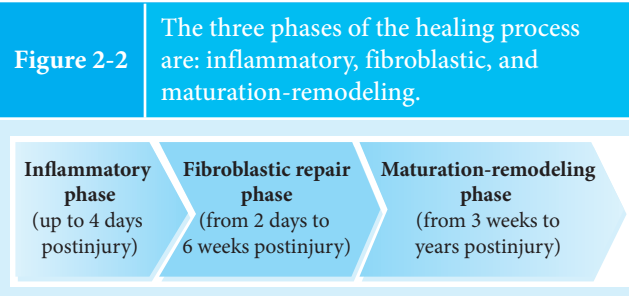 Figure 2-2
The three phases of the healing process
are: inflammatory, fibroblastic, and
maturation-remodeling.
Inflammatory
phase
(up to 4 days
postinjury)
Fibroblastic repair
phase
(from 2 days to
6 weeks postinjury)
Maturation-remodeling
phase
(from 3 weeks to
years postinjury)